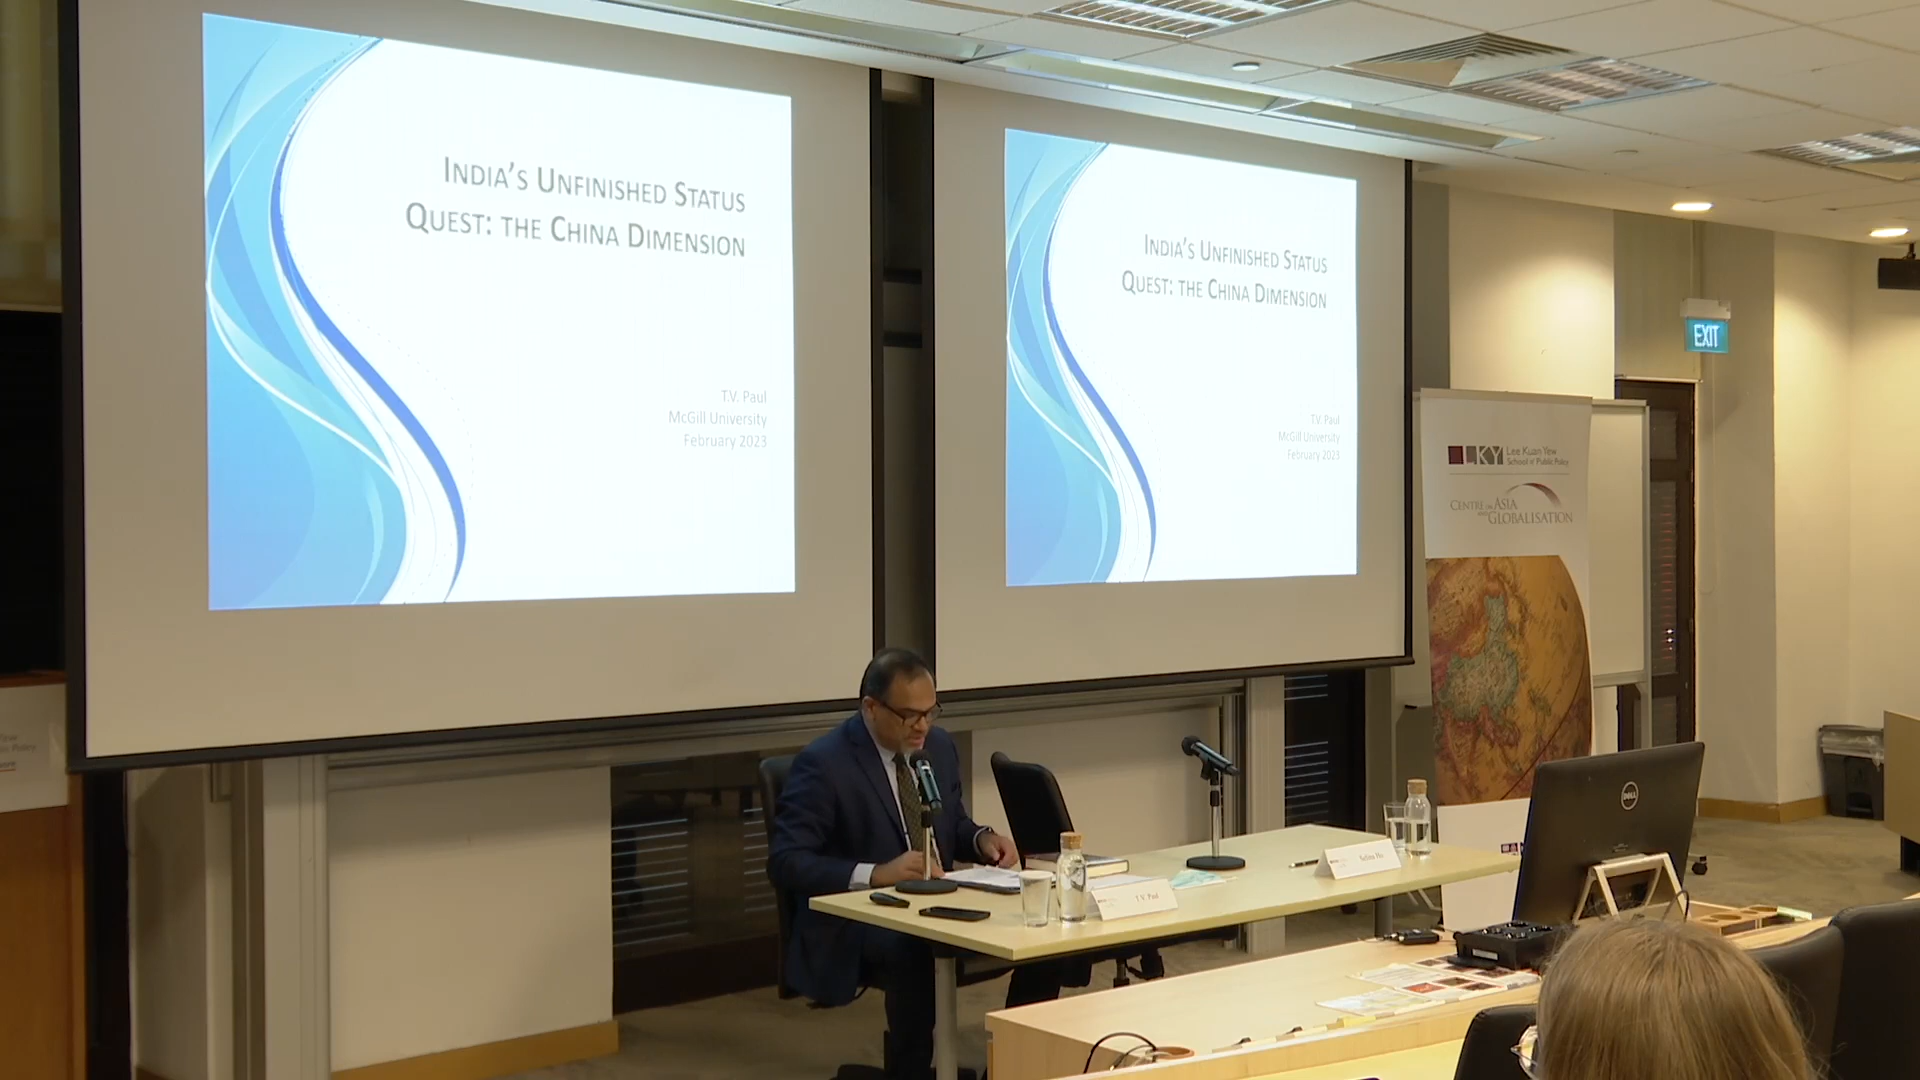 INDIA'S UNFINISHED STATUS
QUEST: THE CHINA DIMENSION
T.V. Paul
McGill University
February 2023
INDIA'S UNFINISHED STATUS
QUEST: THE CHINA DIMENSION
T.V. Paul
McGill University
February 2023
EXIT
LKY Lee Kuan Yew
School of Public Policy
CENTRE ON ASIA
AND GLOBALISATION
DELL
T.V. Paul
Selina Ho